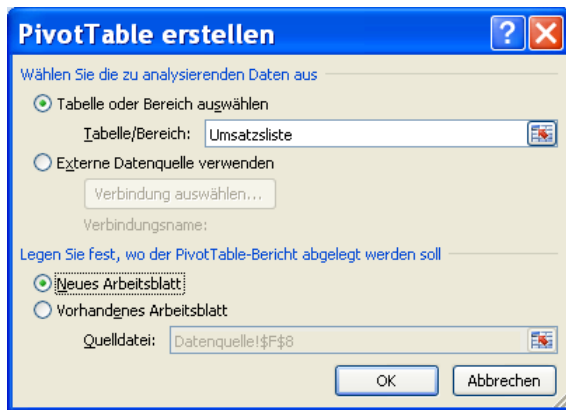 PivotTable erstellen
Wählen Sie die zu analysierenden Daten aus
Tabelle oder Bereich auswählen
Tabelle/Bereich: Umsatzsliste
Externe Datenquelle verwenden
Verbindung auswählen...
Verbindungsname:
Legen Sie fest, wo der PivotTable-Bericht abgelegt werden soll
Neues Arbeitsblatt
Vorhandenes Arbeitsblatt
Quelldatei: Datenquelle!$F$8
OK Abbrechen